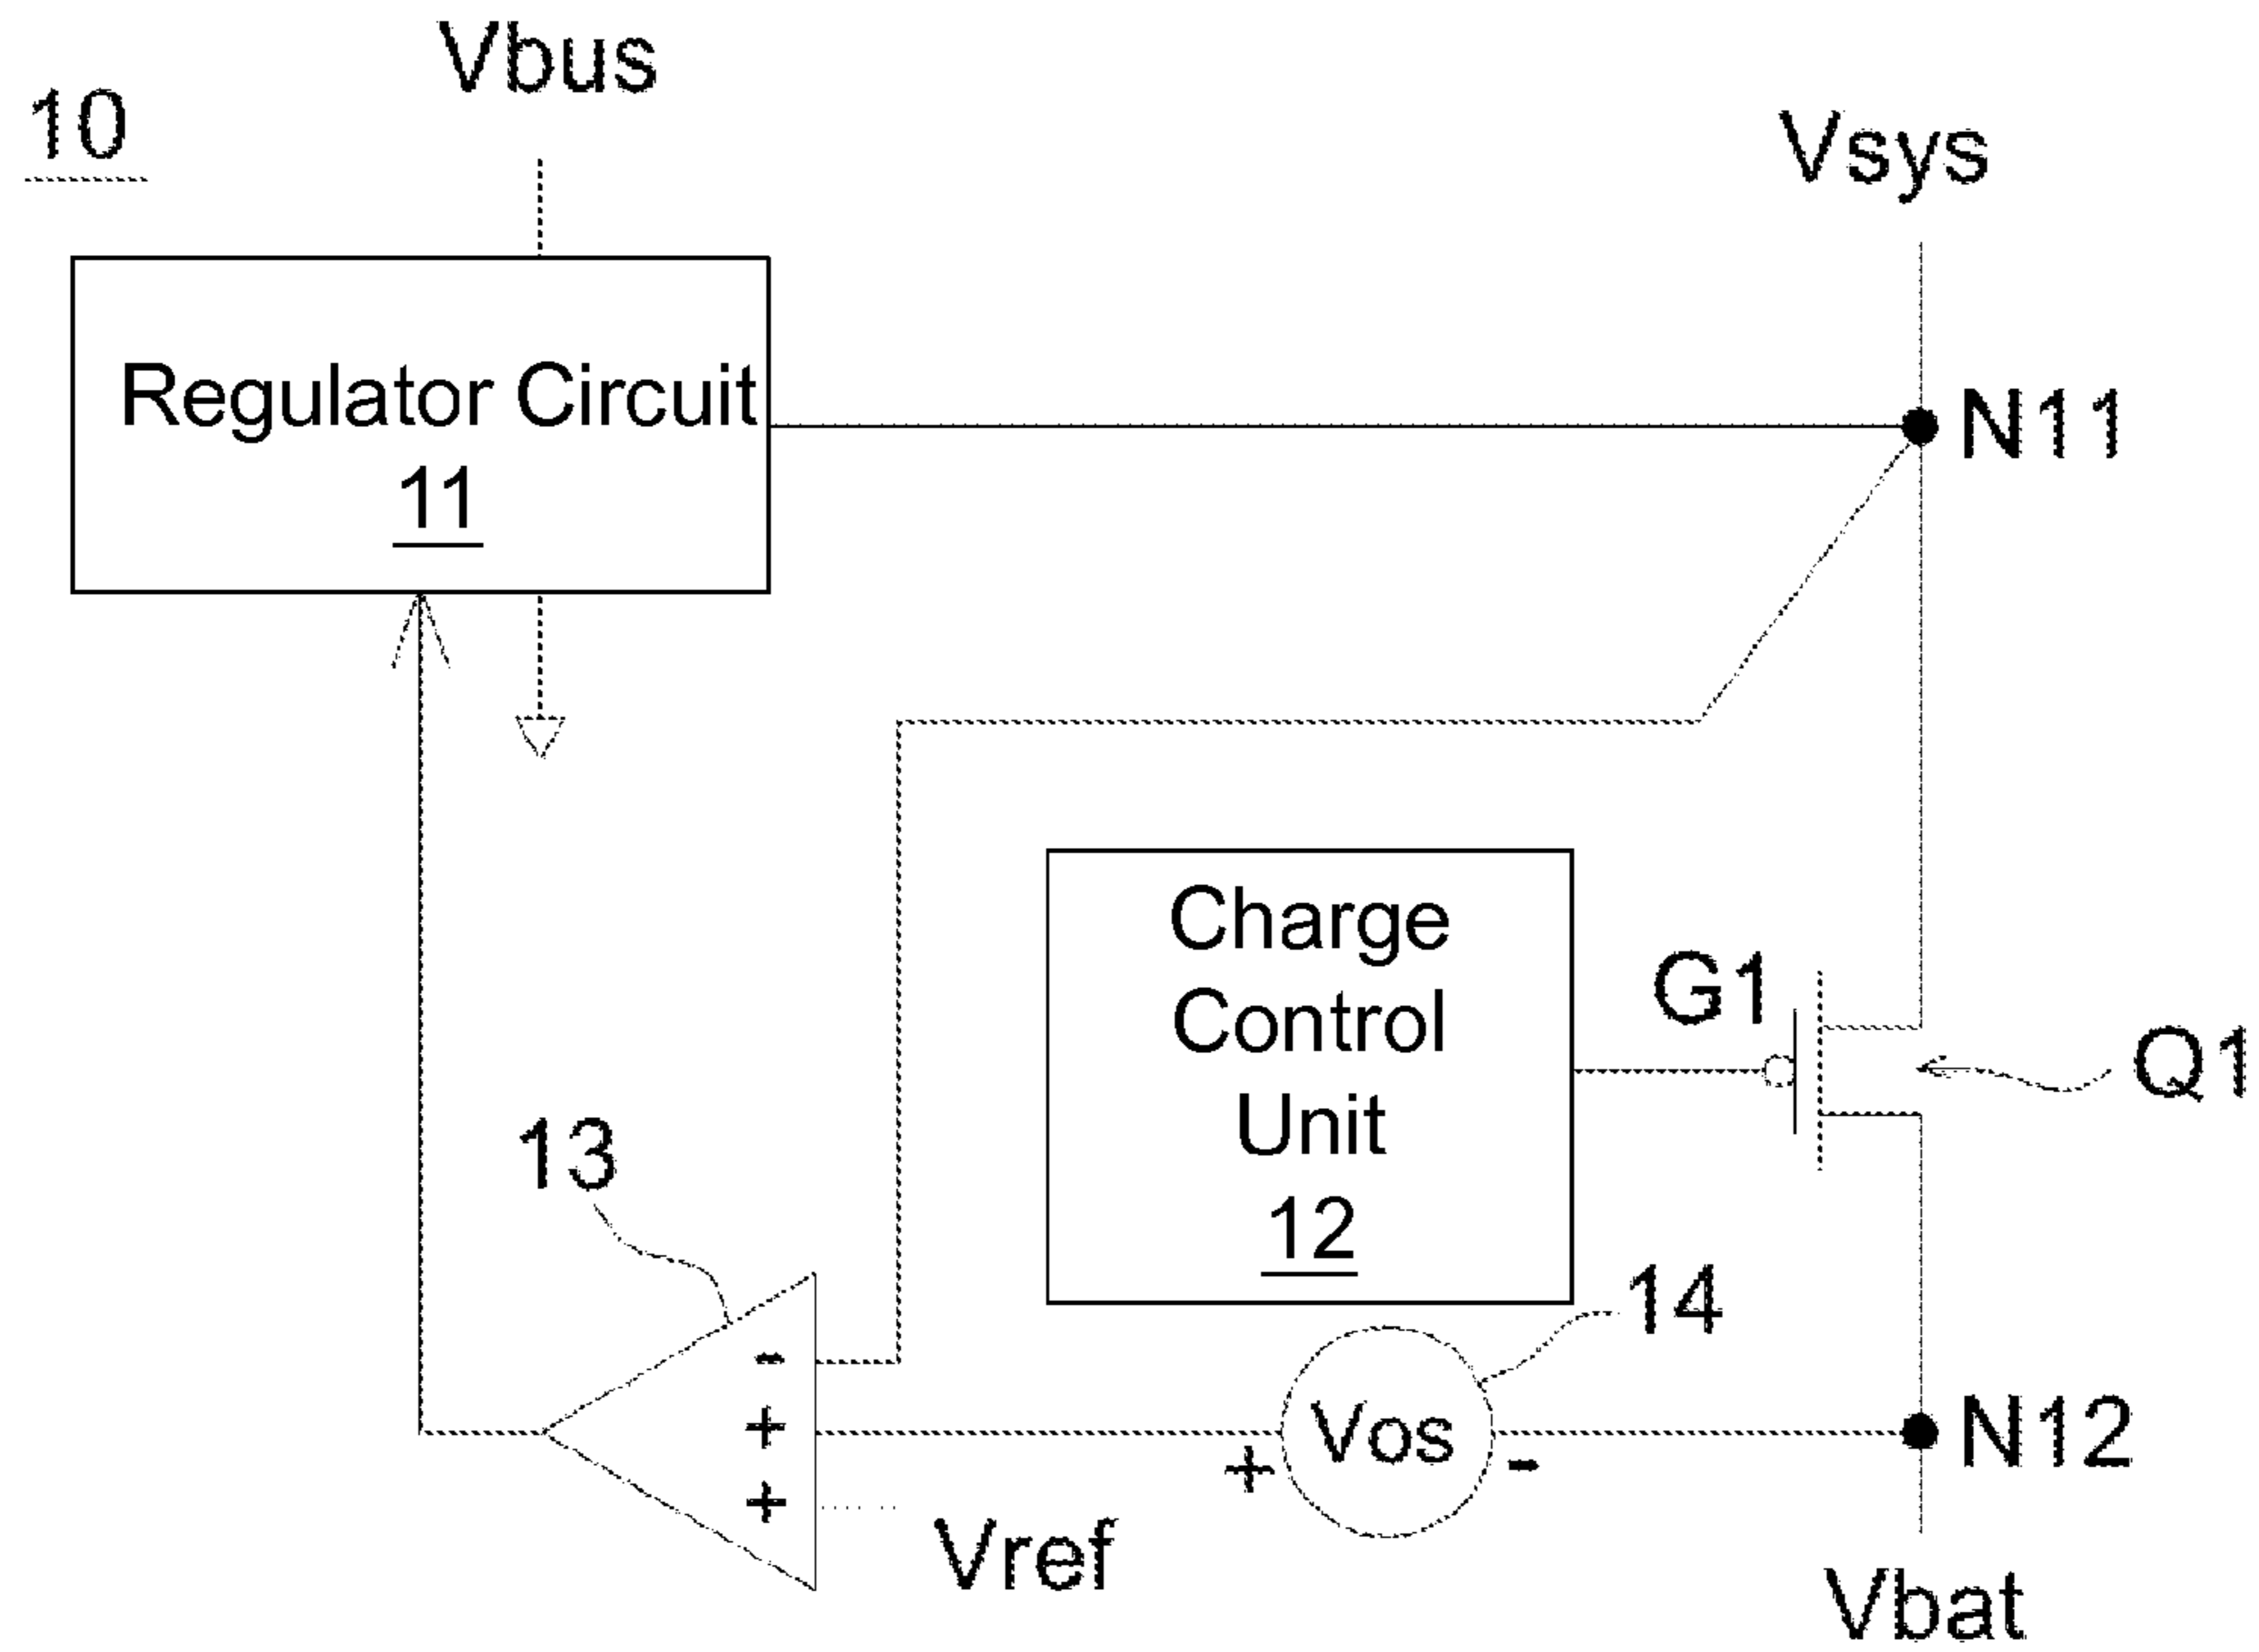 10
Vbus
Vsys
Regulator Circuit
11
N11
Charge
Control
Unit
12
G1
Q1
13
14
-
+
+
Vos
+
-
N12
Vref
Vbat